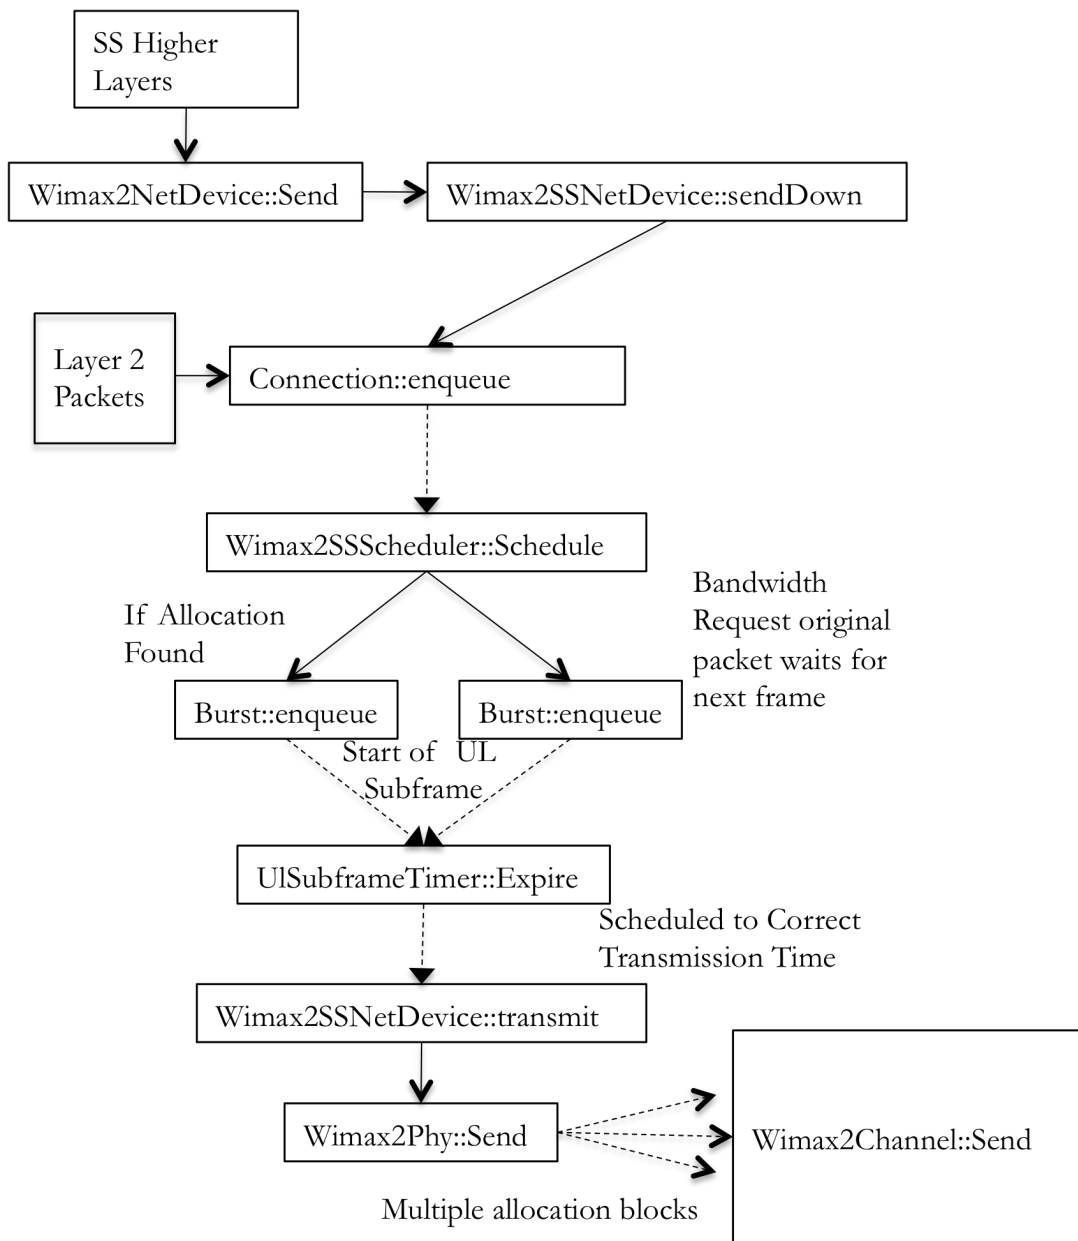 SS Higher
Layers
Wimax2NetDevice::Send
Wimax2SSNetDevice::sendDown
Layer 2
Packets
Connection::enqueue
Wimax2SSScheduler::Schedule
If Allocation
Found
Bandwidth
Request original
packet waits for
next frame
Burst::enqueue
Burst::enqueue
Start of UL
Subframe
UlSubframeTimer::Expire
Scheduled to Correct
Transmission Time
Wimax2SSNetDevice::transmit
Wimax2Phy::Send
Wimax2Channel::Send
Multiple allocation blocks